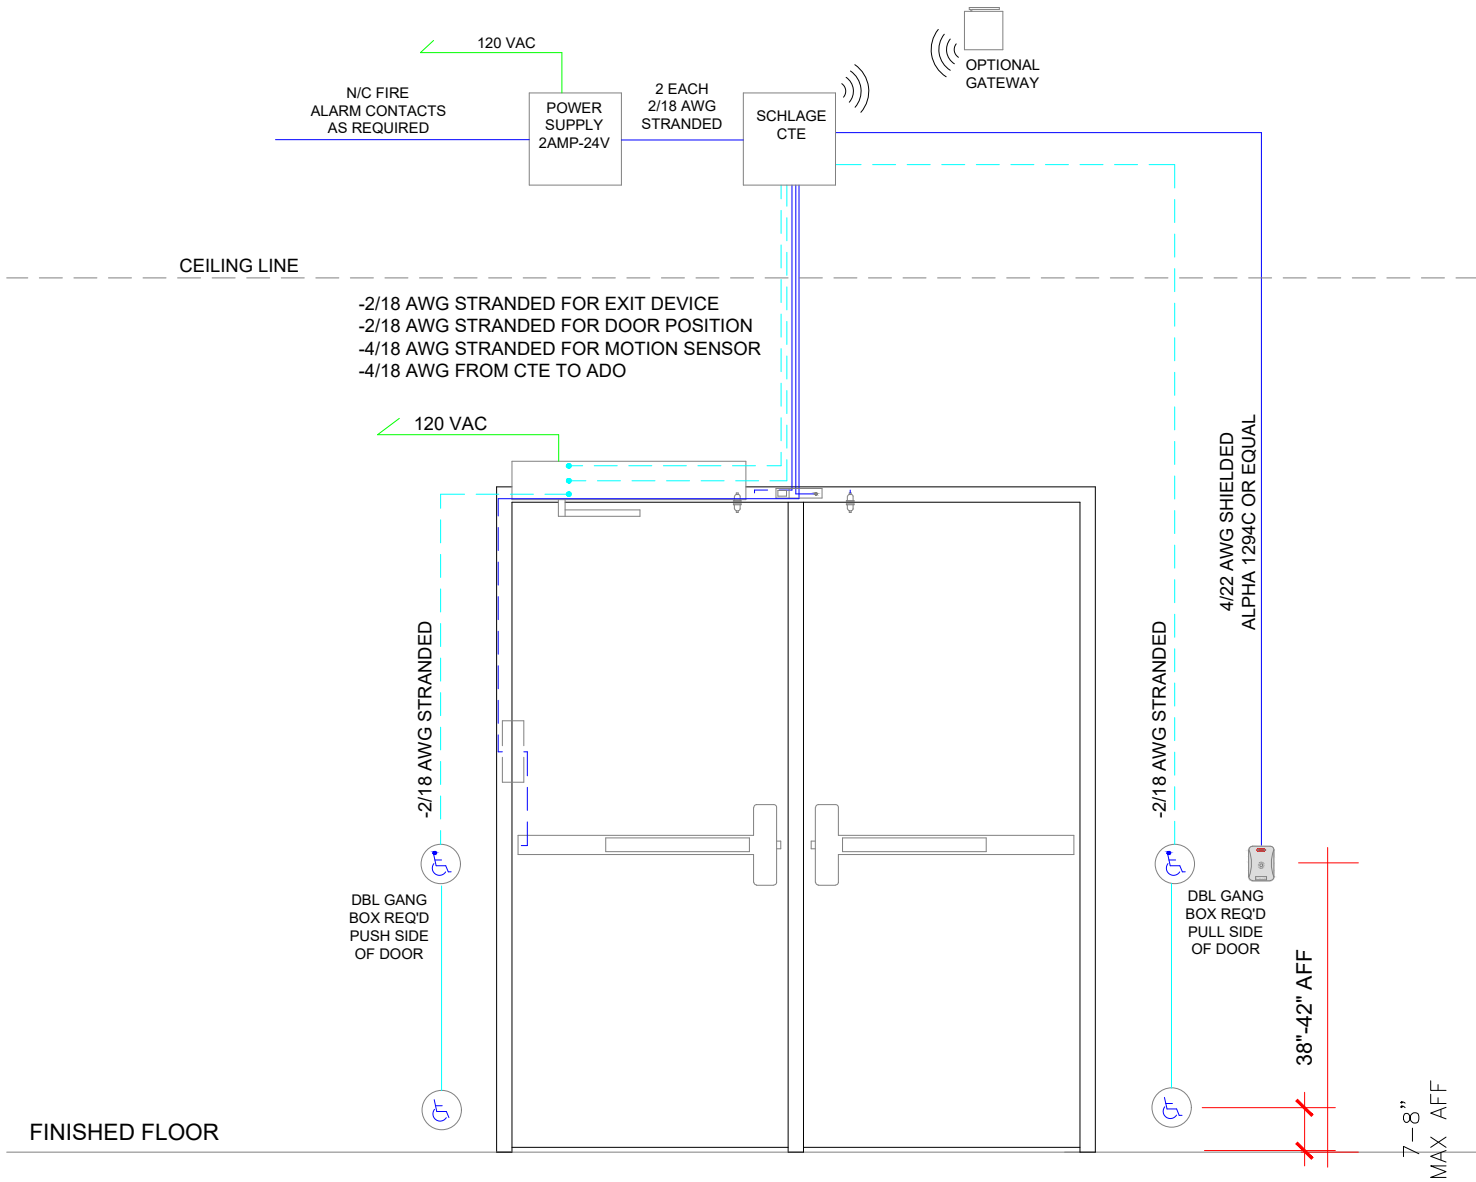 120 VAC
OPTIONAL
GATEWAY
N/C FIRE
ALARM CONTACTS
AS REQUIRED
POWER
SUPPLY
2AMP-24V
2 EACH
2/18 AWG
STRANDED
SCHLAGE
CTE
CEILING LINE
-2/18 AWG STRANDED FOR EXIT DEVICE
-2/18 AWG STRANDED FOR DOOR POSITION
-4/18 AWG STRANDED FOR MOTION SENSOR
-4/18 AWG FROM CTE TO ADO
120 VAC
4/22 AWG SHIELDED
ALPHA 1294C OR EQUAL
-2/18 AWG STRANDED
-2/18 AWG STRANDED
DBL GANG
BOX REQ'D
PUSH SIDE
OF DOOR
DBL GANG
BOX REQ'D
PULL SIDE
OF DOOR
38"-42" AFF
7-8"
MAX AFF
FINISHED FLOOR